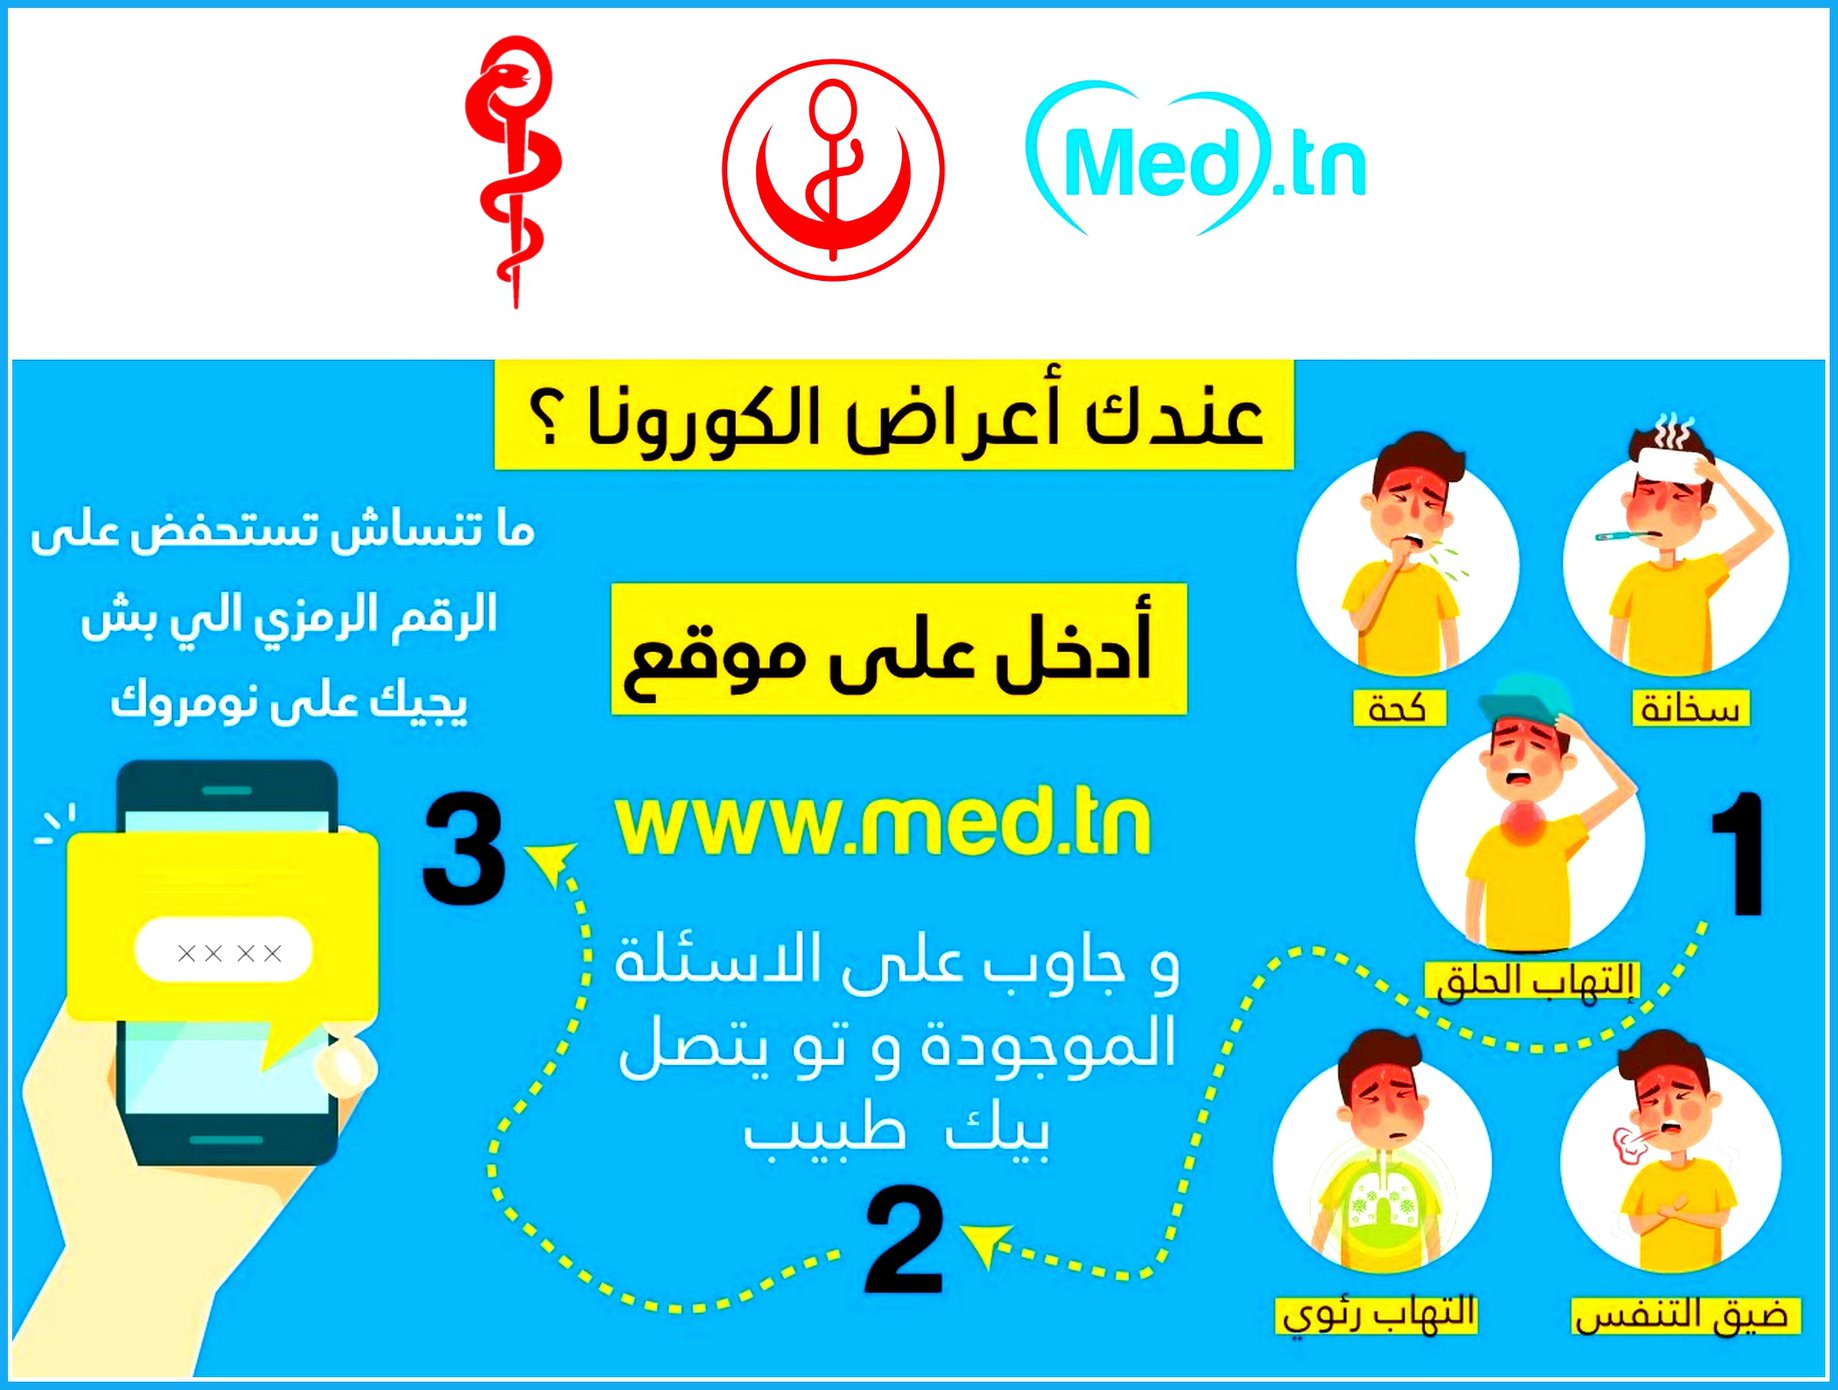 Med.tn
عندك أعراض الكورونا ؟
سخانة
كحة
إلتهاب الحلق
ضيق التنفس
التهاب رئوي
1
أدخل على موقع
www.med.tn
و جاوب على الاسئلة
الموجودة و تو يتصل
بيك طبيب
2
ما تنساش تستحفض على
الرقم الرمزي الي بش
يجيك على نومروك
3
×× ××